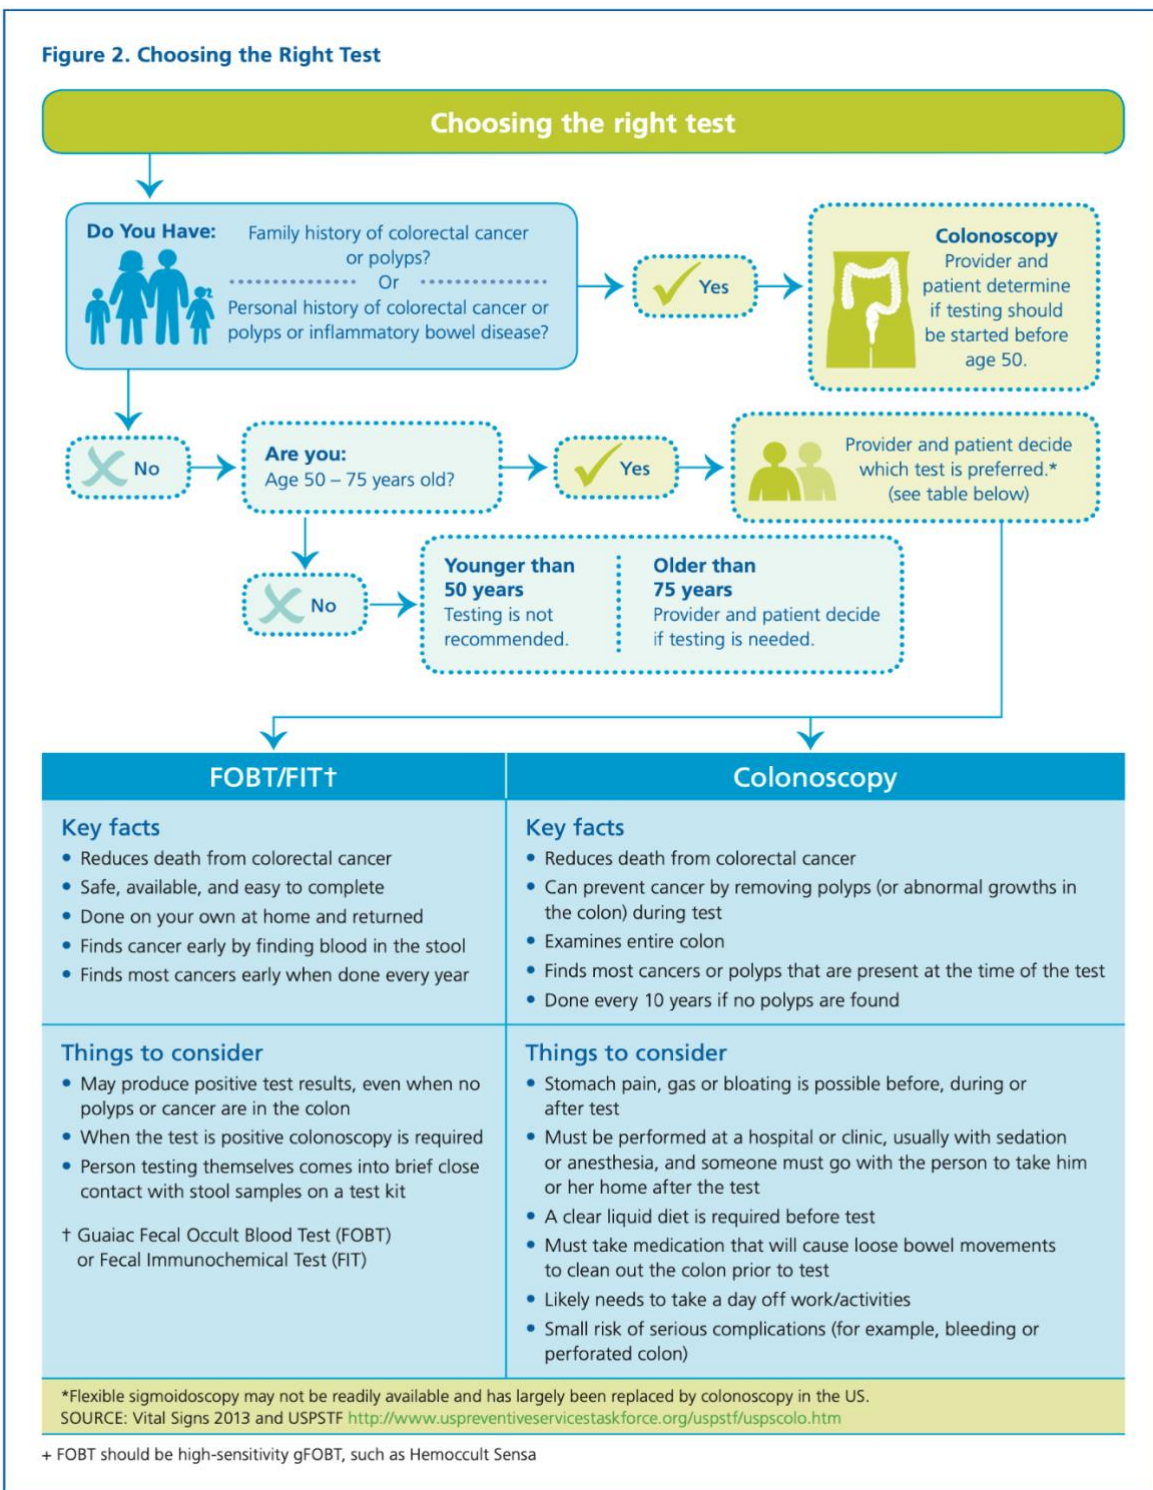 Figure 2. Choosing the Right Test
Choosing the right test
Do You Have:
Family history of colorectal cancer
or polyps?
Or
Personal history of colorectal cancer or
polyps or inflammatory bowel disease?
Yes
Colonoscopy
Provider and
patient determine
if testing should
be started before
age 50.
No
Are you:
Age 50 – 75 years old?
Yes
Provider and patient decide
which test is preferred.*
(see table below)
No
Younger than
50 years
Testing is not
recommended.
Older than
75 years
Provider and patient decide
if testing is needed.
FOBT/FIT†
Key facts
• Reduces death from colorectal cancer
• Safe, available, and easy to complete
• Done on your own at home and returned
• Finds cancer early by finding blood in the stool
• Finds most cancers early when done every year
Things to consider
• May produce positive test results, even when no
polyps or cancer are in the colon
• When the test is positive colonoscopy is required
• Person testing themselves comes into brief close
contact with stool samples on a test kit
† Guaiac Fecal Occult Blood Test (FOBT)
or Fecal Immunochemical Test (FIT)
Colonoscopy
Key facts
• Reduces death from colorectal cancer
• Can prevent cancer by removing polyps (or abnormal growths in
the colon) during test
• Examines entire colon
• Finds most cancers or polyps that are present at the time of the test
• Done every 10 years if no polyps are found
Things to consider
• Stomach pain, gas or bloating is possible before, during or
after test
• Must be performed at a hospital or clinic, usually with sedation
or anesthesia, and someone must go with the person to take him
or her home after the test
• A clear liquid diet is required before test
• Must take medication that will cause loose bowel movements
to clean out the colon prior to test
• Likely needs to take a day off work/activities
• Small risk of serious complications (for example, bleeding or
perforated colon)
*Flexible sigmoidoscopy may not be readily available and has largely been replaced by colonoscopy in the US.
SOURCE: Vital Signs 2013 and USPSTF http://www.uspreventiveservicestaskforce.org/uspstf/uspscolo.htm
+ FOBT should be high-sensitivity gFOBT, such as Hemoccult Sensa